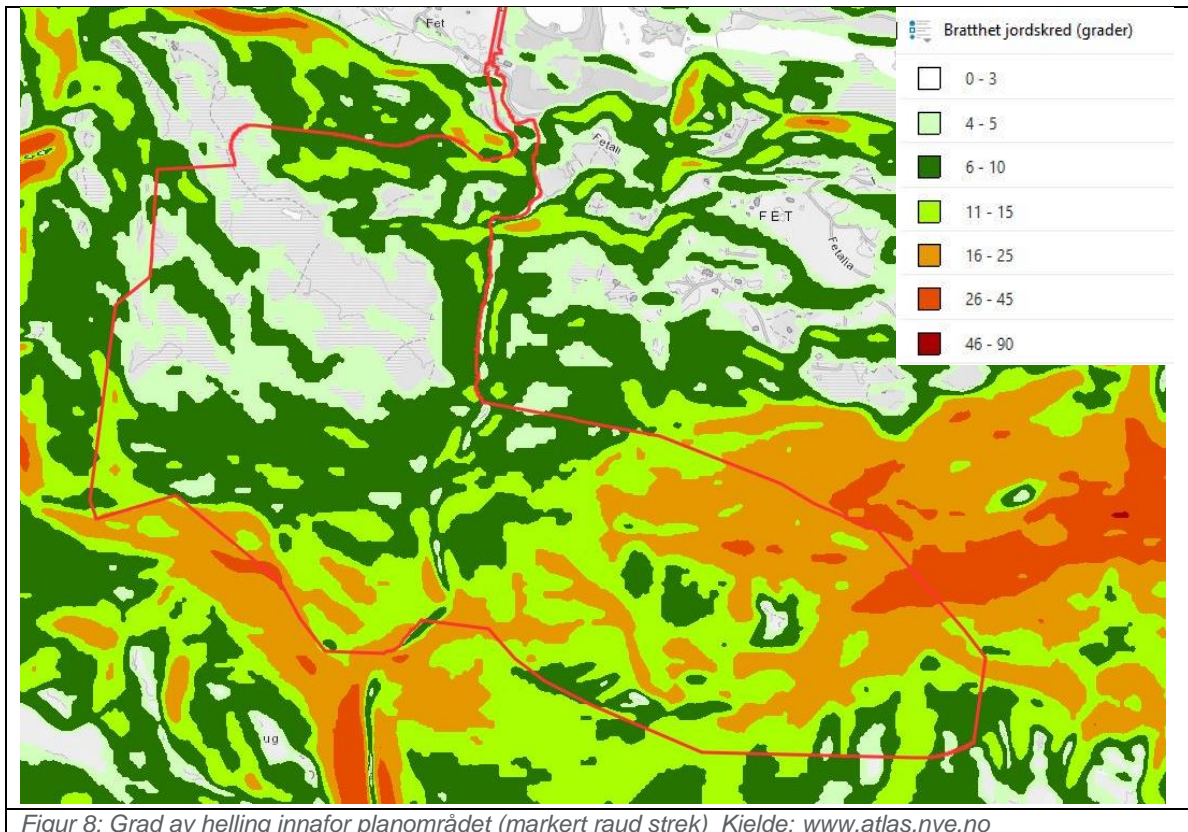 Fet
Bratthet jordskred (grader)
0 - 3
4 - 5
6 - 10
11 - 15
16 - 25
26 - 45
46 - 90
Fetali
FET
Fetalia
ug
Figur 8: Grad av helling innafor planområdet (markert raud strek) Kjelde: www.atlas.nve.no